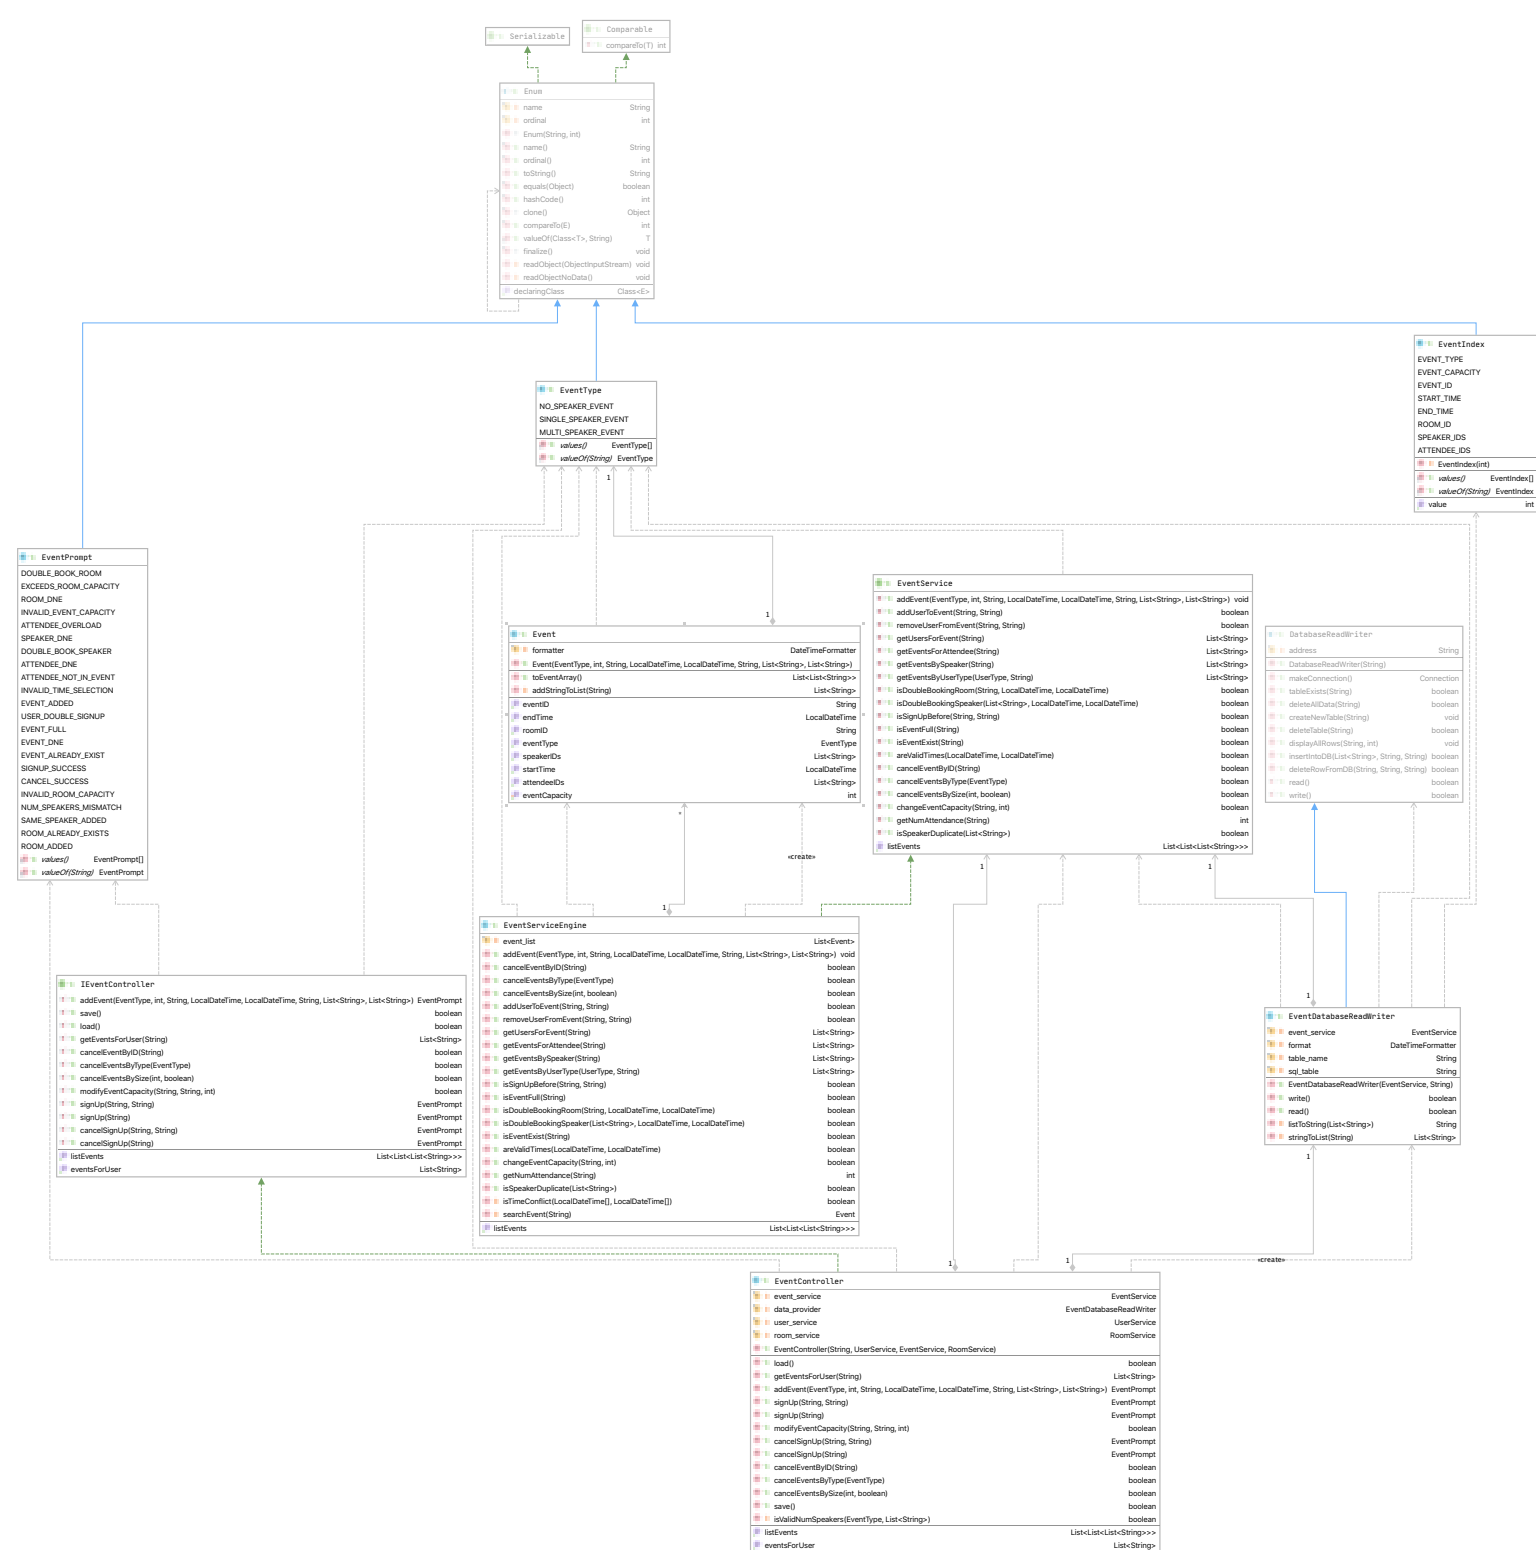 Serializable
Comparable
compareTo(T) int
Enum
name String
ordinal int
Enum(String, int)
name() String
ordinal() int
toString() String
equals(Object) boolean
hashCode() int
clone() Object
compareTo(E) int
valueOf(Class<T>, String) T
finalize() void
readObject(ObjectInputStream) void
readObjectNoData() void
declaringClass Class<E>
EventIndex
EVENT_TYPE
EVENT_CAPACITY
EVENT_ID
START_TIME
END_TIME
ROOM_ID
SPEAKER_IDS
ATTENDEE_IDS
EventIndex(int)
values() EventIndex[]
valueOf(String) EventIndex
value int
EventType
NO_SPEAKER_EVENT
SINGLE_SPEAKER_EVENT
MULTI_SPEAKER_EVENT
values() EventType[]
valueOf(String) EventType
1
1
EventPrompt
DOUBLE_BOOK_ROOM
EXCEEDS_ROOM_CAPACITY
ROOM_DNE
INVALID_EVENT_CAPACITY
ATTENDEE_OVERLOAD
SPEAKER_DNE
DOUBLE_BOOK_SPEAKER
ATTENDEE_DNE
ATTENDEE_NOT_IN_EVENT
INVALID_TIME_SELECTION
EVENT_ADDED
USER_DOUBLE_SIGNUP
EVENT_FULL
EVENT_DNE
EVENT_ALREADY_EXIST
SIGNUP_SUCCESS
CANCEL_SUCCESS
INVALID_ROOM_CAPACITY
NUM_SPEAKERS_MISMATCH
SAME_SPEAKER_ADDED
ROOM_ALREADY_EXISTS
ROOM_ADDED
values() EventPrompt[]
valueOf(String) EventPrompt
Event
formatter DateTimeFormatter
Event(EventType, int, String, LocalDateTime, LocalDateTime, String, List<String>, List<String>)
toEventArray() List<List<String>>
addStringToList(String) List<String>
eventID String
endTime LocalDateTime
roomID String
eventType EventType
speakerIDs List<String>
startTime LocalDateTime
attendeeIDs List<String>
eventCapacity int
EventService
addEvent(EventType, int, String, LocalDateTime, LocalDateTime, String, List<String>, List<String>) void
addUserToEvent(String, String) boolean
removeUserFromEvent(String, String) boolean
getUsersForEvent(String) List<String>
getEventsForAttendee(String) List<String>
getEventsBySpeaker(String) List<String>
getEventsByUserType(UserType, String) List<String>
isDoubleBookingRoom(String, LocalDateTime, LocalDateTime) boolean
isDoubleBookingSpeaker(List<String>, LocalDateTime, LocalDateTime) boolean
isSignUpBefore(String, String) boolean
isEventFull(String) boolean
isEventExist(String) boolean
areValidTimes(LocalDateTime, LocalDateTime) boolean
cancelEventByID(String) boolean
cancelEventsByType(EventType) boolean
cancelEventsBySize(int, boolean) boolean
changeEventCapacity(String, int) boolean
getNumAttendance(String) int
isSpeakerDuplicate(List<String>) boolean
listEvents List<List<List<String>>>
DatabaseReadWriter
address String
DatabaseReadWriter(String)
makeConnection() Connection
tableExists(String) boolean
deleteAllData(String) boolean
createNewTable(String) void
deleteTable(String) boolean
displayAllRows(String, int) void
insertIntoDB(List<String>, String, String) boolean
deleteRowFromDB(String, String, String) boolean
read() boolean
write() boolean
*
«create»
1
1
1
EventServiceEngine
event_list List<Event>
addEvent(EventType, int, String, LocalDateTime, LocalDateTime, String, List<String>, List<String>) void
cancelEventByID(String) boolean
cancelEventsByType(EventType) boolean
cancelEventsBySize(int, boolean) boolean
addUserToEvent(String, String) boolean
removeUserFromEvent(String, String) boolean
getUsersForEvent(String) List<String>
getEventsForAttendee(String) List<String>
getEventsBySpeaker(String) List<String>
getEventsByUserType(UserType, String) List<String>
isSignUpBefore(String, String) boolean
isEventFull(String) boolean
isDoubleBookingRoom(String, LocalDateTime, LocalDateTime) boolean
isDoubleBookingSpeaker(List<String>, LocalDateTime, LocalDateTime) boolean
isEventExist(String) boolean
areValidTimes(LocalDateTime, LocalDateTime) boolean
changeEventCapacity(String, int) boolean
getNumAttendance(String) int
isSpeakerDuplicate(List<String>) boolean
isTimeConflict(LocalDateTime[], LocalDateTime[]) boolean
searchEvent(String) Event
listEvents List<List<List<String>>>
IEventController
addEvent(EventType, int, String, LocalDateTime, LocalDateTime, String, List<String>, List<String>) EventPrompt
save() boolean
load() boolean
getEventsForUser(String) List<String>
cancelEventByID(String) boolean
cancelEventsByType(EventType) boolean
cancelEventsBySize(int, boolean) boolean
modifyEventCapacity(String, String, int) boolean
signUp(String, String) EventPrompt
signUp(String) EventPrompt
cancelSignUp(String, String) EventPrompt
cancelSignUp(String) EventPrompt
listEvents List<List<List<String>>>
eventsForUser List<String>
1
EventDatabaseReadWriter
event_service EventService
format DateTimeFormatter
table_name String
sql_table String
EventDatabaseReadWriter(EventService, String)
write() boolean
read() boolean
listToString(List<String>) String
stringToList(String) List<String>
1
1
1
«create»
EventController
event_service EventService
data_provider EventDatabaseReadWriter
user_service UserService
room_service RoomService
EventController(String, UserService, EventService, RoomService)
load() boolean
getEventsForUser(String) List<String>
addEvent(EventType, int, String, LocalDateTime, LocalDateTime, String, List<String>, List<String>) EventPrompt
signUp(String, String) EventPrompt
signUp(String) EventPrompt
modifyEventCapacity(String, String, int) boolean
cancelSignUp(String, String) EventPrompt
cancelSignUp(String) EventPrompt
cancelEventByID(String) boolean
cancelEventsByType(EventType) boolean
cancelEventsBySize(int, boolean) boolean
save() boolean
isValidNumSpeakers(EventType, List<String>) boolean
listEvents List<List<List<String>>>
eventsForUser List<String>